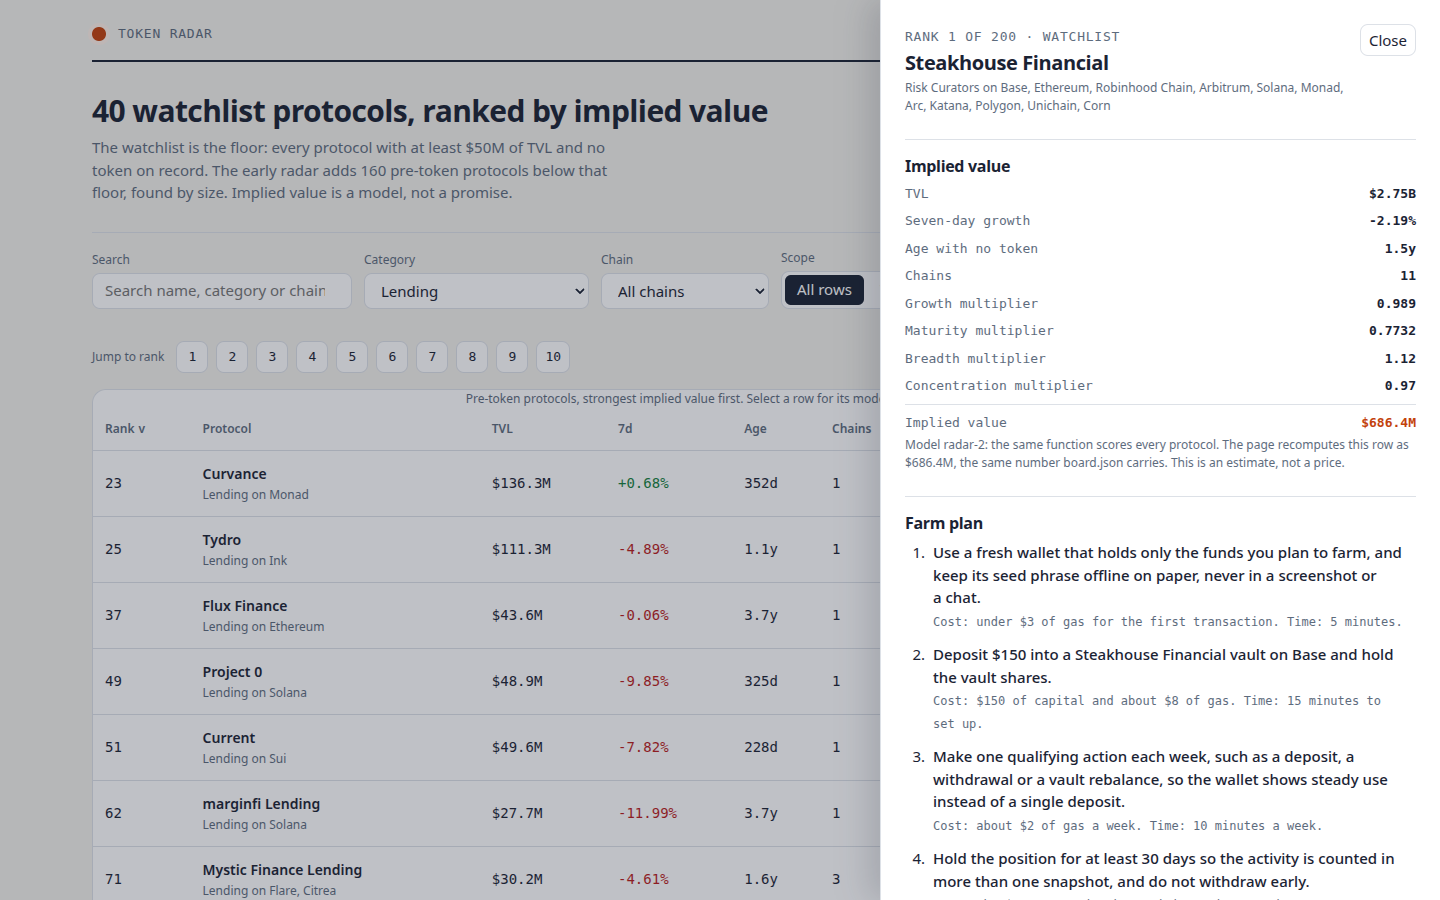 TOKEN RADAR
40 watchlist protocols, ranked by implied value
The watchlist is the floor: every protocol with at least $50M of TVL and no
token on record. The early radar adds 160 pre-token protocols below that
floor, found by size. Implied value is a model, not a promise.
Search
Category
Chain
Scope
Search name, category or chain
Lending
All chains
All rows
Jump to rank
1 2 3 4 5 6 7 8 9 10
Pre-token protocols, strongest implied value first. Select a row for its
Rank v Protocol TVL 7d Age Chains
23 Curvance $136.3M +0.68% 352d 1
Lending on Monad
25 Tydro $111.3M -4.89% 1.1y 1
Lending on Ink
37 Flux Finance $43.6M -0.06% 3.7y 1
Lending on Ethereum
49 Project 0 $48.9M -9.85% 325d 1
Lending on Solana
51 Current $49.6M -7.82% 228d 1
Lending on Sui
62 marginfi Lending $27.7M -11.99% 3.7y 1
Lending on Solana
71 Mystic Finance Lending $30.2M -4.61% 1.6y 3
Lending on Flare, Citrea
RANK 1 OF 200 · WATCHLIST
Close
Steakhouse Financial
Risk Curators on Base, Ethereum, Robinhood Chain, Arbitrum, Solana, Monad,
Arc, Katana, Polygon, Unichain, Corn
Implied value
TVL $2.75B
Seven-day growth -2.19%
Age with no token 1.5y
Chains 11
Growth multiplier 0.989
Maturity multiplier 0.7732
Breadth multiplier 1.12
Concentration multiplier 0.97
Implied value $686.4M
Model radar-2: the same function scores every protocol. The page recomputes this row as
$686.4M, the same number board.json carries. This is an estimate, not a price.
Farm plan
1. Use a fresh wallet that holds only the funds you plan to farm, and
keep its seed phrase offline on paper, never in a screenshot or
a chat.
Cost: under $3 of gas for the first transaction. Time: 5 minutes.
2. Deposit $150 into a Steakhouse Financial vault on Base and hold
the vault shares.
Cost: $150 of capital and about $8 of gas. Time: 15 minutes to
set up.
3. Make one qualifying action each week, such as a deposit, a
withdrawal or a vault rebalance, so the wallet shows steady use
instead of a single deposit.
Cost: about $2 of gas a week. Time: 10 minutes a week.
4. Hold the position for at least 30 days so the activity is counted in
more than one snapshot, and do not withdraw early.